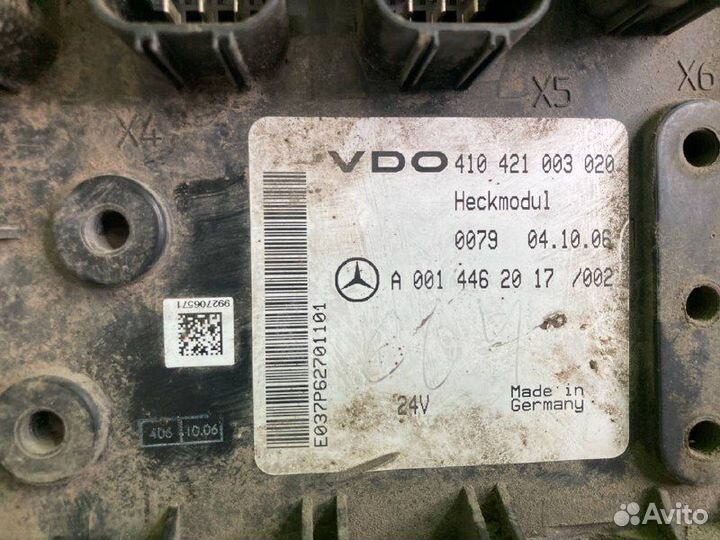 X4
X5
X6
VDO 410 421 003 020
Heckmodul
0079 04.10.06
A 001 446 20 17 /002
24V
Made in
Germany
E037P62701101
992706571
406 10.06
Avito